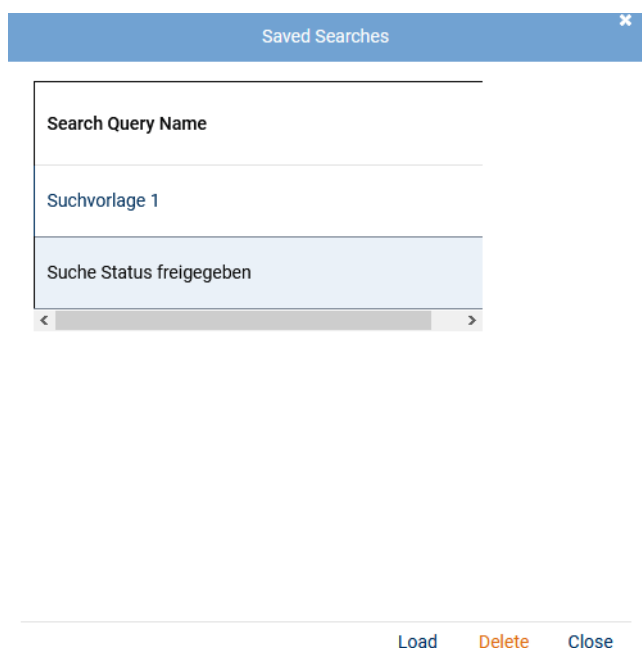 Saved Searches
Search Query Name
Suchvorlage 1
Suche Status freigegeben
Load Delete Close